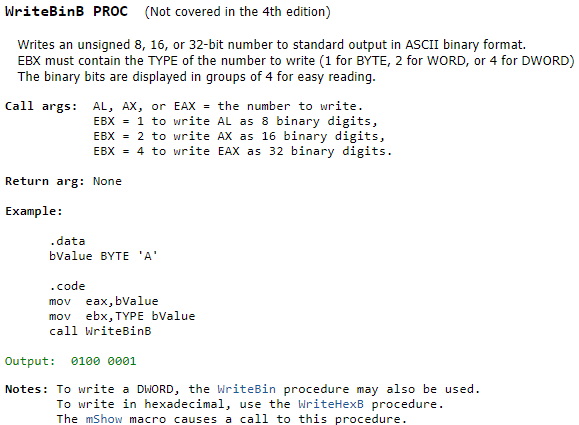 WriteBinB PROC (Not covered in the 4th edition)
Writes an unsigned 8, 16, or 32-bit number to standard output in ASCII binary format.
EBX must contain the TYPE of the number to write (1 for BYTE, 2 for WORD, or 4 for DWORD)
The binary bits are displayed in groups of 4 for easy reading.
Call args: AL, AX, or EAX = the number to write.
EBX = 1 to write AL as 8 binary digits,
EBX = 2 to write AX as 16 binary digits,
EBX = 4 to write EAX as 32 binary digits.
Return arg: None
Example:
.data
bValue BYTE 'A'
.code
mov eax,bValue
mov ebx,TYPE bValue
call WriteBinB
Output: 0100 0001
Notes: To write a DWORD, the WriteBin procedure may also be used.
To write in hexadecimal, use the WriteHexB procedure.
The mShow macro causes a call to this procedure.